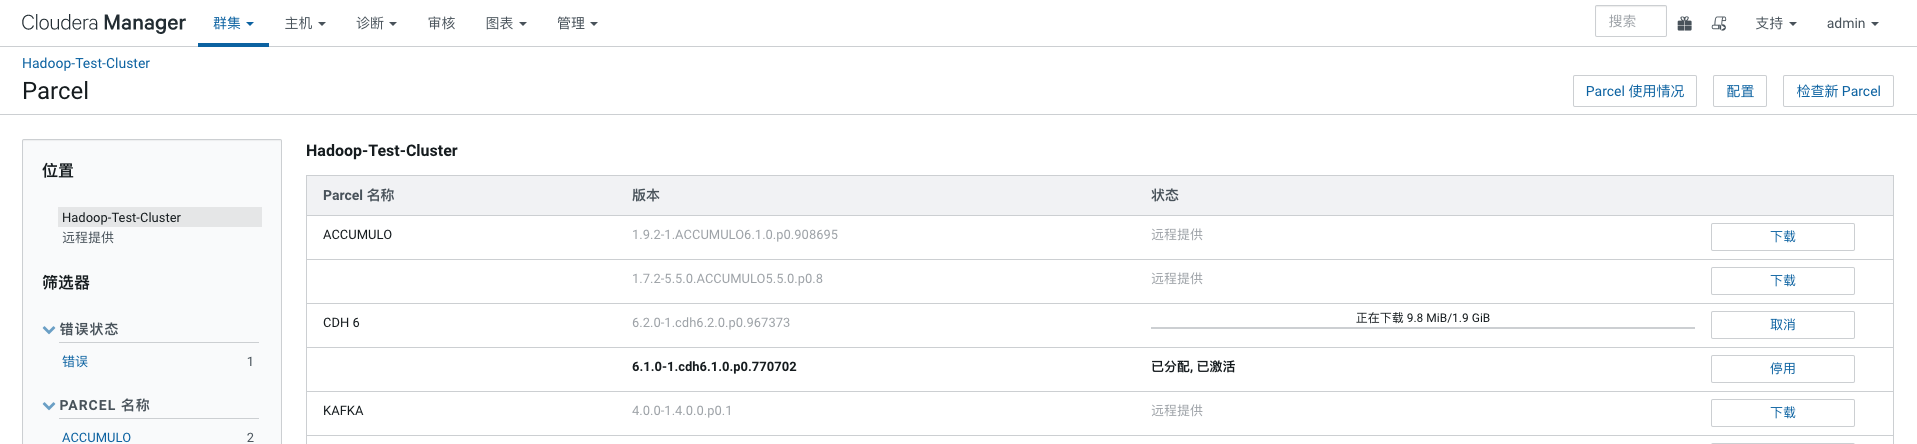 Cloudera Manager 群集 主机 诊断 审核 图表 管理 搜索 支持 admin
Hadoop-Test-Cluster
Parcel
Parcel 使用情况 配置 检查新 Parcel
位置
Hadoop-Test-Cluster
远程提供
筛选器
错误状态
错误 1
PARCEL 名称
ACCUMULO 2
Hadoop-Test-Cluster
Parcel 名称 版本 状态
ACCUMULO 1.9.2-1.ACCUMULO6.1.0.p0.908695 远程提供 下载
1.7.2-5.5.0.ACCUMULO5.5.0.p0.8 远程提供 下载
CDH 6 6.2.0-1.cdh6.2.0.p0.967373 正在下载 9.8 MiB/1.9 GiB 取消
6.1.0-1.cdh6.1.0.p0.770702 已分配, 已激活 停用
KAFKA 4.0.0-1.4.0.0.p0.1 远程提供 下载